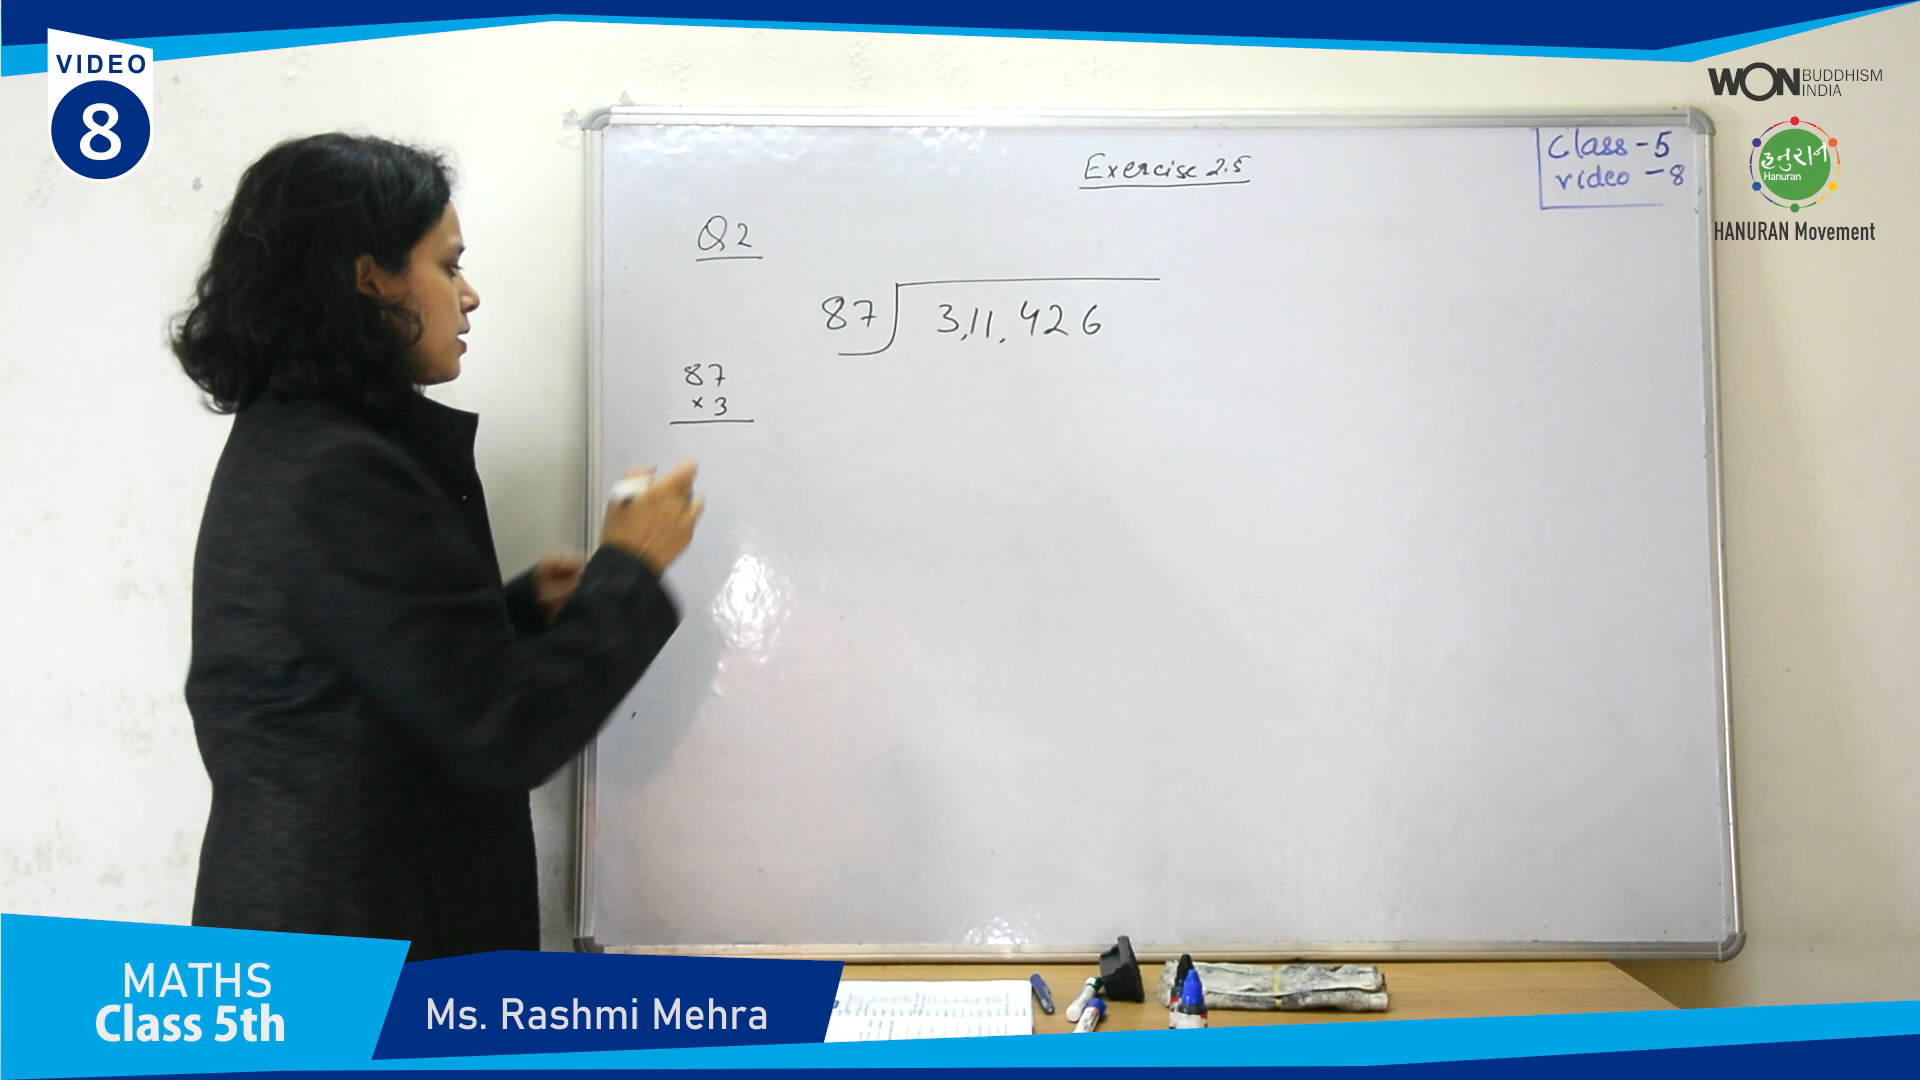 VIDEO
8
WON BUDDHISM
INDIA
हनुरान
Hanuran
HANURAN Movement
Class-5
video-8
Exercise 2.5
Q2
87 3,11,426
87
× 3
MATHS
Class 5th
Ms. Rashmi Mehra